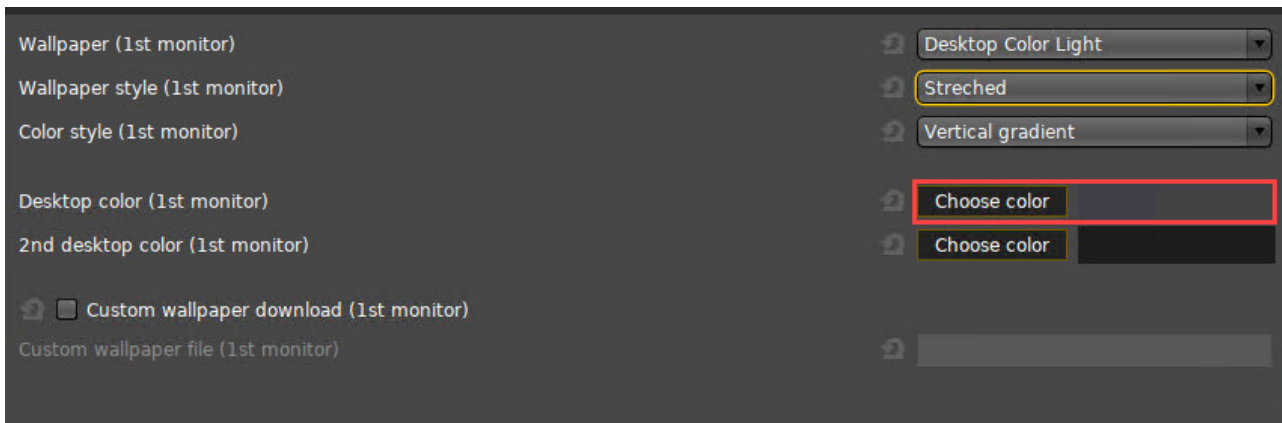 Wallpaper (1st monitor) Desktop Color Light
Wallpaper style (1st monitor) Streched
Color style (1st monitor) Vertical gradient
Desktop color (1st monitor) Choose color
2nd desktop color (1st monitor) Choose color
Custom wallpaper download (1st monitor)
Custom wallpaper file (1st monitor)